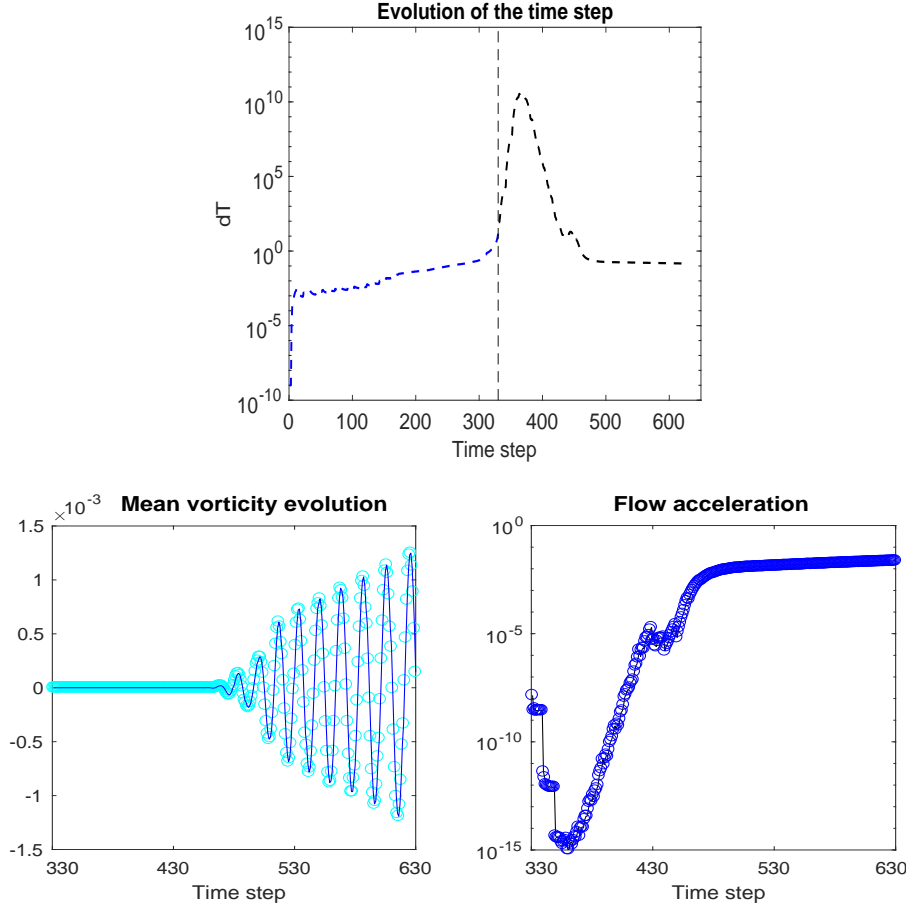 Evolution of the time step
10^15
10^10
10^5
10^0
10^-5
10^-10
dT
0 100 200 300 400 500 600
Time step
Mean vorticity evolution
×10^-3
1.5
1
0.5
0
-0.5
-1
-1.5
330 430 530 630
Time step
Flow acceleration
10^0
10^-5
10^-10
10^-15
330 430 530 630
Time step